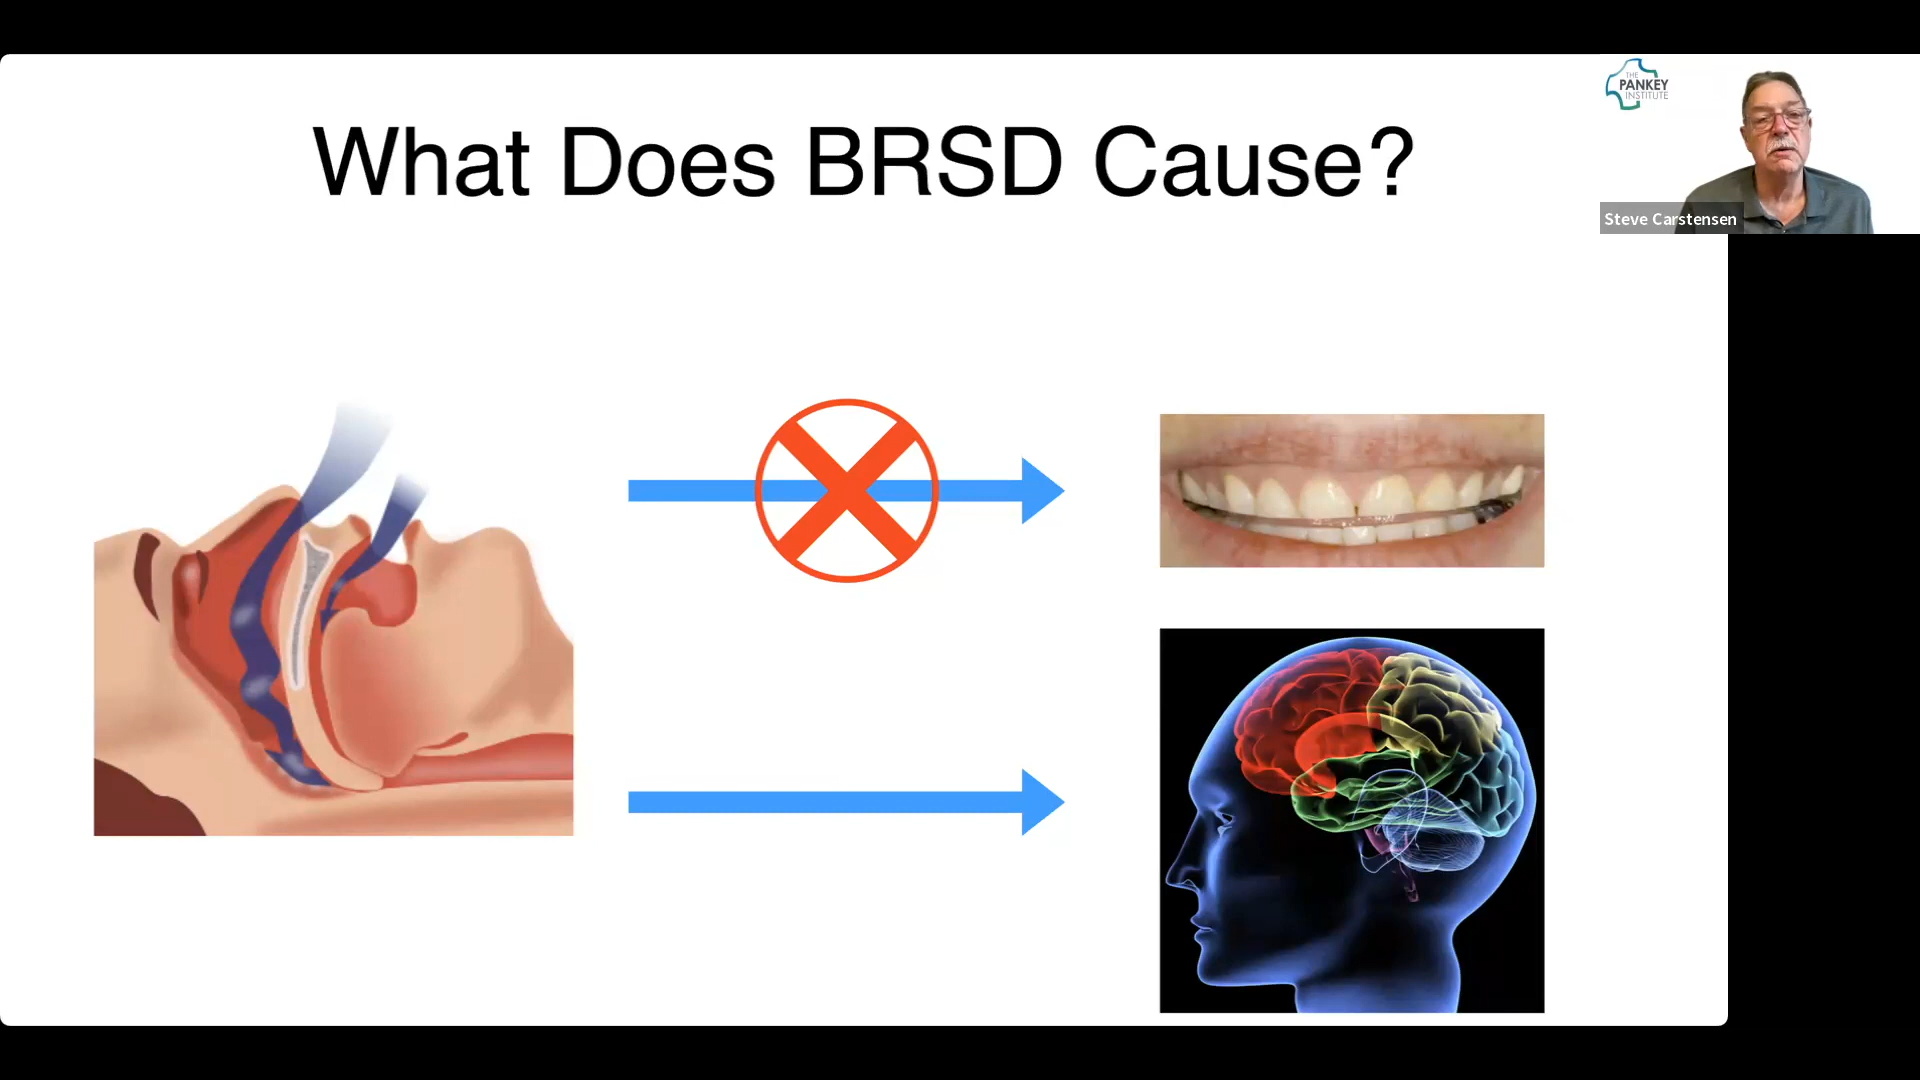 THE
PANKEY
INSTITUTE
What Does BRSD Cause?
Steve Carstensen